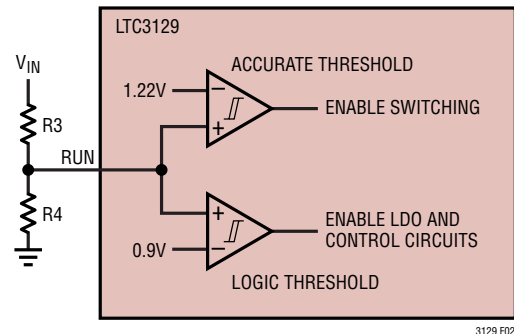 LTC3129
ACCURATE THRESHOLD
VIN
1.22V
−
ENABLE SWITCHING
+
R3
RUN
+
R4
ENABLE LDO AND
CONTROL CIRCUITS
0.9V
−
LOGIC THRESHOLD
3129 F02